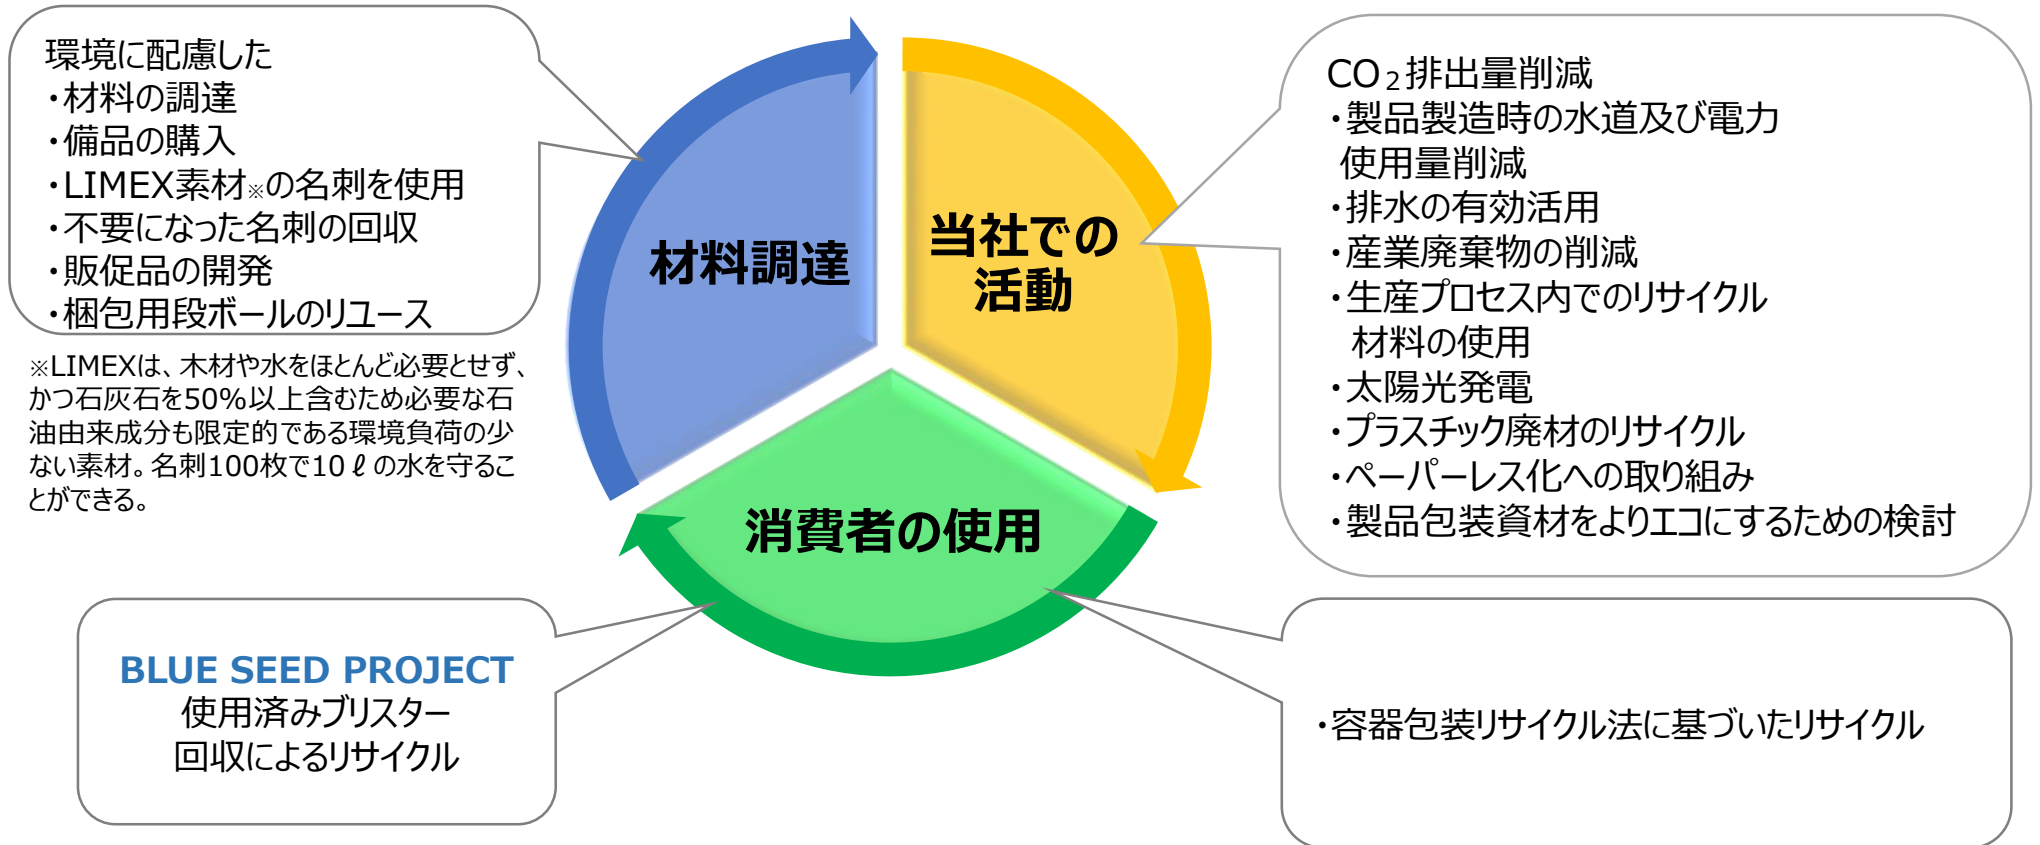 環境に配慮した
・材料の調達
・備品の購入
・LIMEX素材※の名刺を使用
・不要になった名刺の回収
・販促品の開発
・梱包用段ボールのリユース
※LIMEXは、木材や水をほとんど必要とせず、
かつ石灰石を50%以上含むため必要な石
油由来成分も限定的である環境負荷の少
ない素材。名刺100枚で10ℓの水を守るこ
とができる。
材料調達
当社での
活動
消費者の使用
CO₂排出量削減
・製品製造時の水道及び電力
使用量削減
・排水の有効活用
・産業廃棄物の削減
・生産プロセス内でのリサイクル
材料の使用
・太陽光発電
・プラスチック廃材のリサイクル
・ペーパーレス化への取り組み
・製品包装資材をよりエコにするための検討
BLUE SEED PROJECT
使用済みブリスター
回収によるリサイクル
・容器包装リサイクル法に基づいたリサイクル